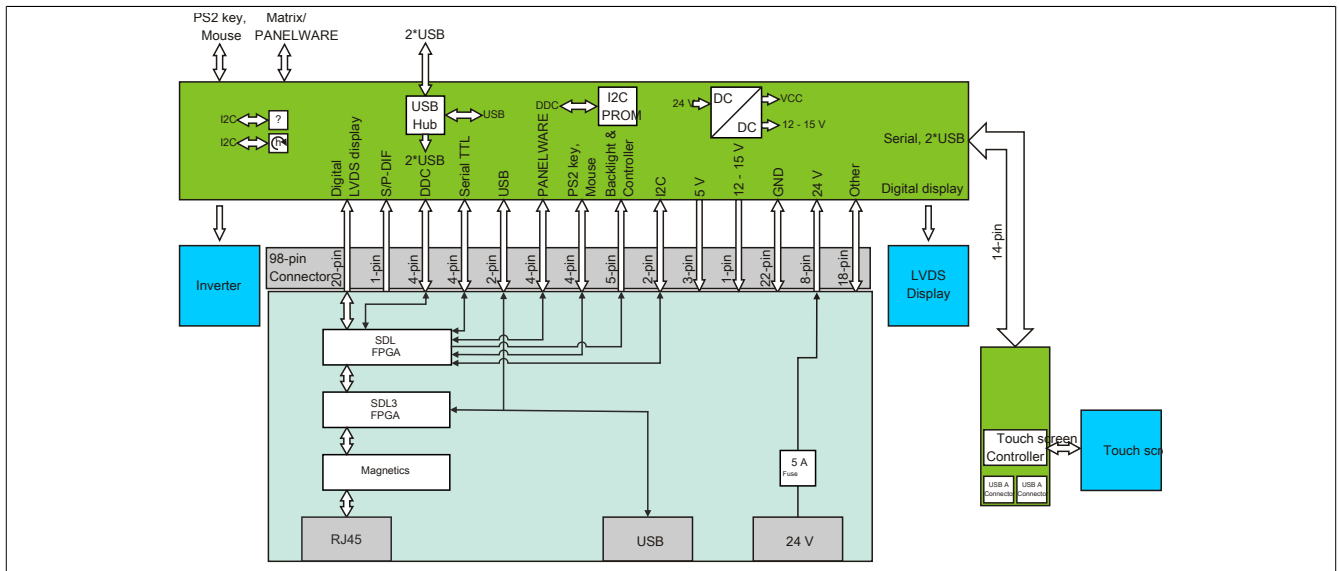 PS2 key,
Mouse
Matrix/
PANELWARE
2*USB
I2C
?
I2C
h
USB
Hub
USB
2*USB
DDC
I2C
PROM
24 V
DC
DC
VCC
12 - 15 V
Serial, 2*USB
Digital display
Digital
LVDS display
S/P-DIF
DDC
Serial TTL
USB
PANELWARE
PS2 key,
Mouse
Backlight &
Controller
I2C
5 V
12 - 15 V
GND
24 V
Other
Inverter
98-pin
Connector
20-pin
1-pin
4-pin
4-pin
2-pin
4-pin
4-pin
5-pin
2-pin
3-pin
1-pin
22-pin
8-pin
18-pin
LVDS
Display
14-pin
SDL
FPGA
SDL3
FPGA
Magnetics
5 A
Fuse
RJ45
USB
24 V
Touch screen
Controller
USB A
Connector
USB A
Connector
Touch scr